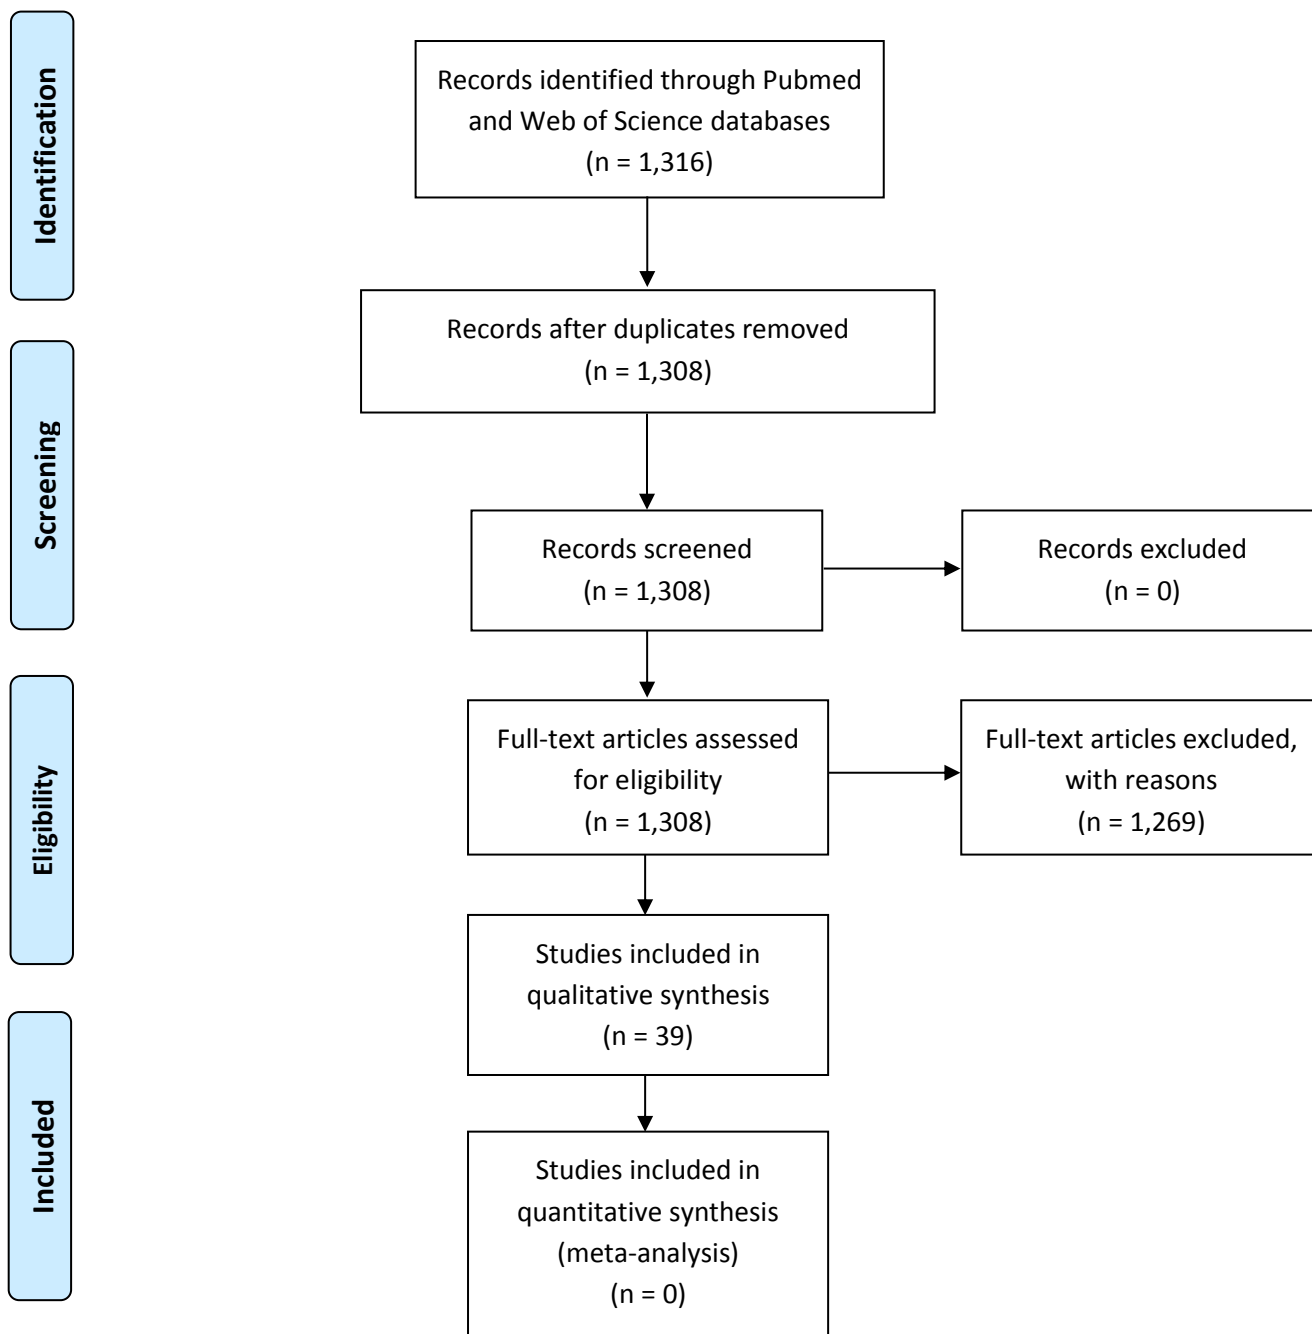 Identification
Records identified through Pubmed
and Web of Science databases
(n = 1,316)
Records after duplicates removed
(n = 1,308)
Screening
Records screened
(n = 1,308)
Records excluded
(n = 0)
Eligibility
Full-text articles assessed
for eligibility
(n = 1,308)
Full-text articles excluded,
with reasons
(n = 1,269)
Studies included in
qualitative synthesis
(n = 39)
Included
Studies included in
quantitative synthesis
(meta-analysis)
(n = 0)